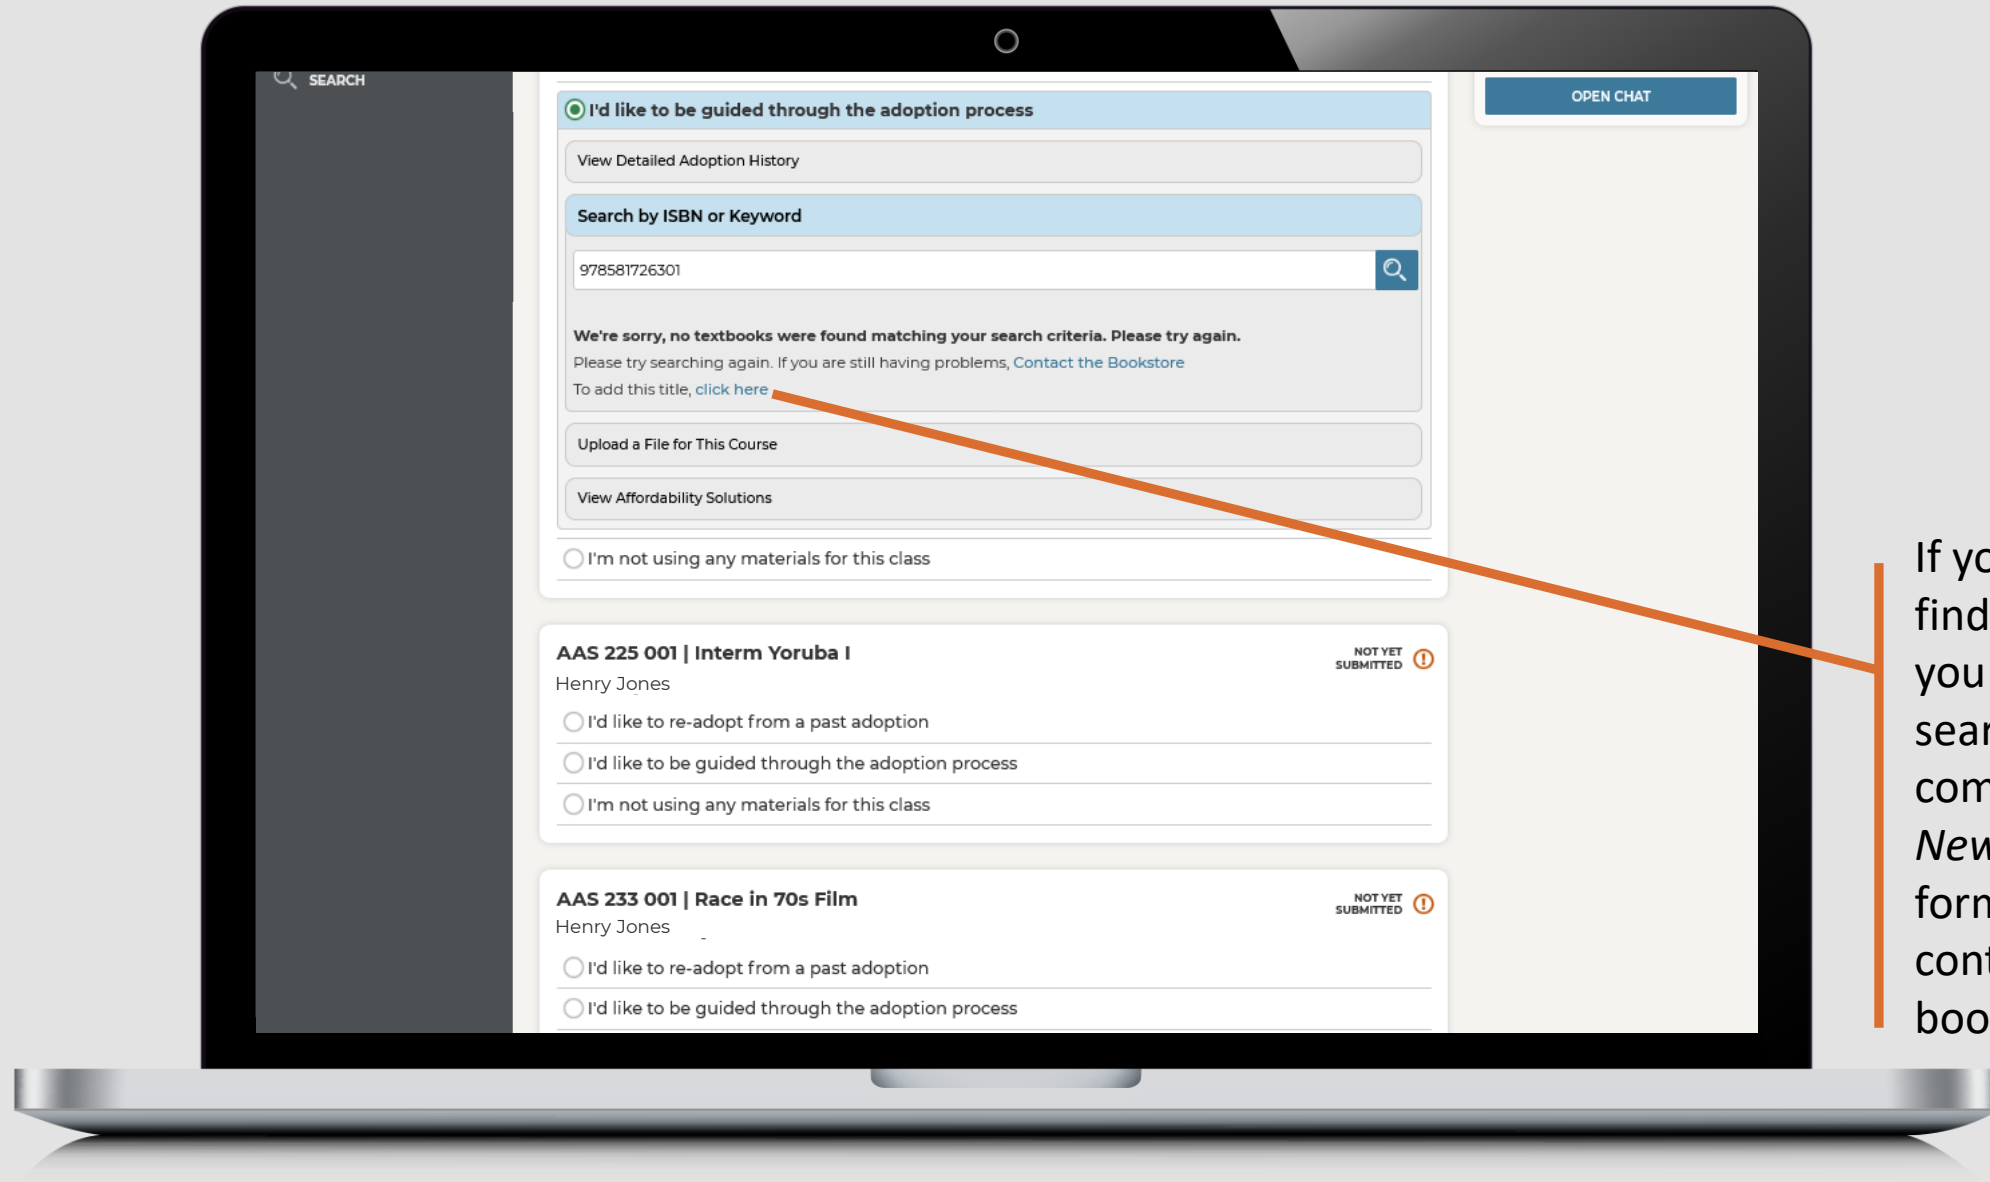 SEARCH
I'd like to be guided through the adoption process
OPEN CHAT
View Detailed Adoption History
Search by ISBN or Keyword
978581726301
We're sorry, no textbooks were found matching your search criteria. Please try again.
Please try searching again. If you are still having problems, Contact the Bookstore
To add this title, click here
Upload a File for This Course
View Affordability Solutions
I'm not using any materials for this class
AAS 225 001 | Interm Yoruba I
NOT YET
SUBMITTED
Henry Jones
I'd like to re-adopt from a past adoption
I'd like to be guided through the adoption process
I'm not using any materials for this class
AAS 233 001 | Race in 70s Film
NOT YET
SUBMITTED
Henry Jones
I'd like to re-adopt from a past adoption
I'd like to be guided through the adoption process
If
find
you